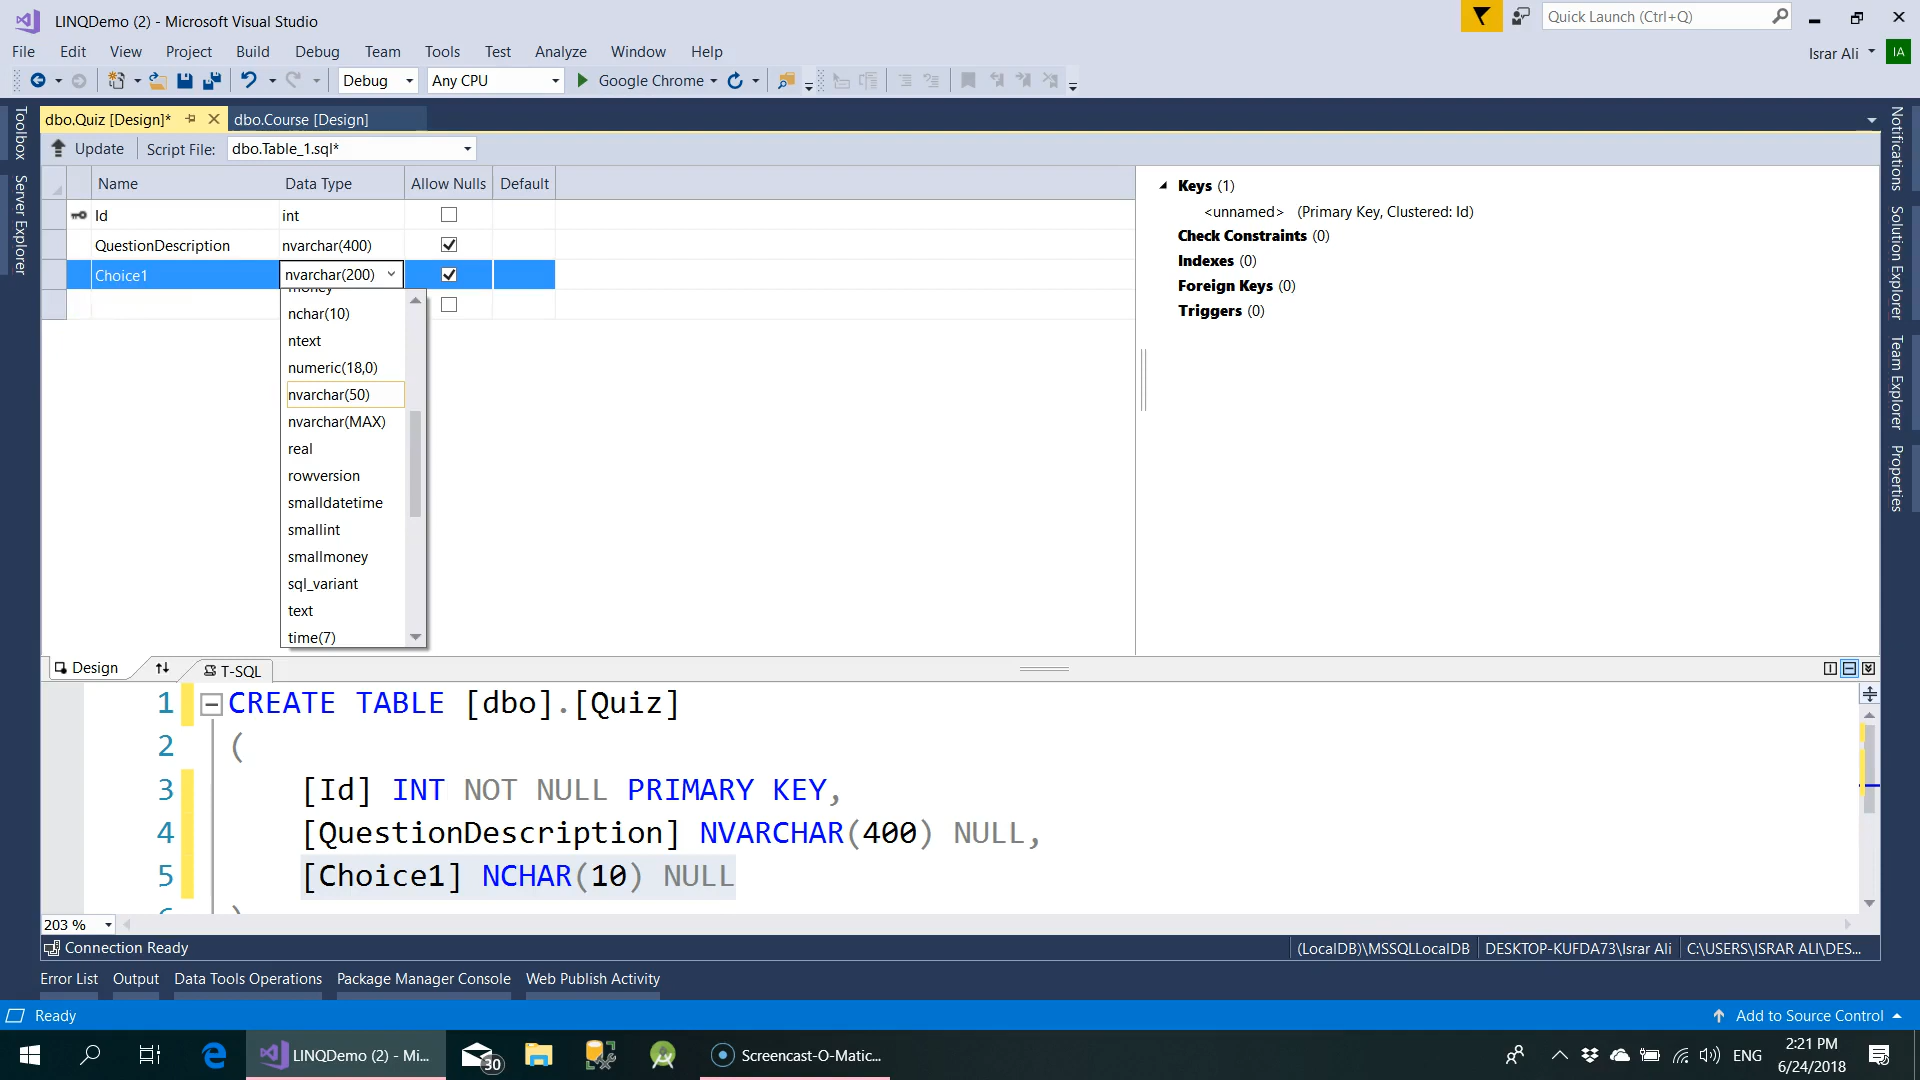 LINQDemo (2) - Microsoft Visual Studio
Quick Launch (Ctrl+Q)
File Edit View Project Build Debug Team Tools Test Analyze Window Help
Israr Ali IA
Debug Any CPU Google Chrome
dbo.Quiz [Design]* dbo.Course [Design]
Update Script File: dbo.Table_1.sql*
Name Data Type Allow Nulls Default
Id int
QuestionDescription nvarchar(400)
Choice1 nvarchar(200)
money
nchar(10)
ntext
numeric(18,0)
nvarchar(50)
nvarchar(MAX)
real
rowversion
smalldatetime
smallint
smallmoney
sql_variant
text
time(7)
Keys (1)
<unnamed> (Primary Key, Clustered: Id)
Check Constraints (0)
Indexes (0)
Foreign Keys (0)
Triggers (0)
Toolbox
Server Explorer
Notifications
Solution Explorer
Team Explorer
Properties
Design T-SQL
1 CREATE TABLE [dbo].[Quiz]
2 (
3 [Id] INT NOT NULL PRIMARY KEY,
4 [QuestionDescription] NVARCHAR(400) NULL,
5 [Choice1] NCHAR(10) NULL
6 )
203 %
Connection Ready (LocalDB)\MSSQLLocalDB DESKTOP-KUFDA73\Israr Ali C:\USERS\ISRAR ALI\DES...
Error List Output Data Tools Operations Package Manager Console Web Publish Activity
Ready Add to Source Control
LINQDemo (2) - Mi... 30 Screencast-O-Matic... ENG 2:21 PM
6/24/2018